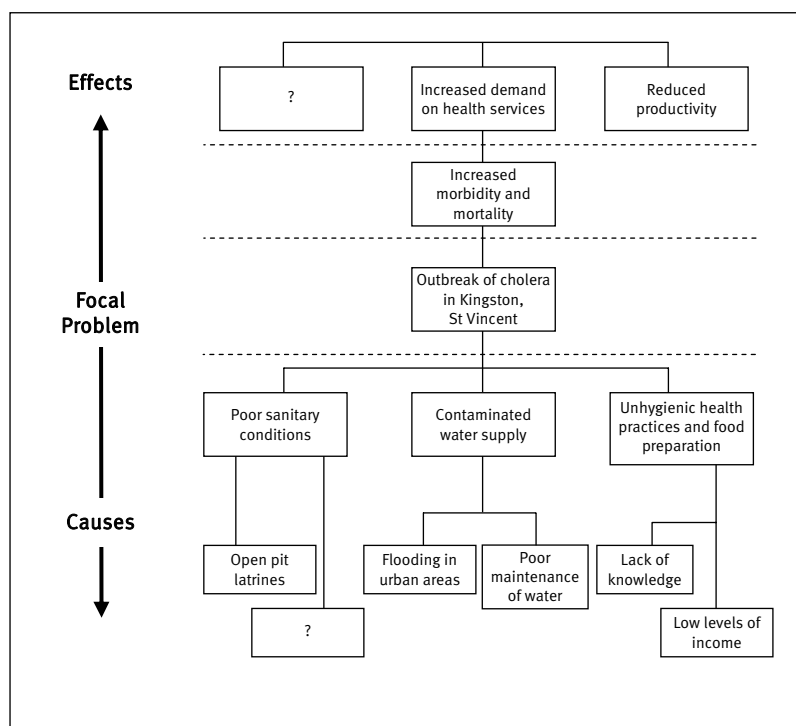 Effects
?
Increased demand
on health services
Reduced
productivity
Increased
morbidity and
mortality
Focal
Problem
Outbreak of cholera
in Kingston,
St Vincent
Poor sanitary
conditions
Contaminated
water supply
Unhygienic health
practices and food
preparation
Causes
Open pit
latrines
Flooding in
urban areas
Poor
maintenance
of water
Lack of
knowledge
?
Low levels of
income